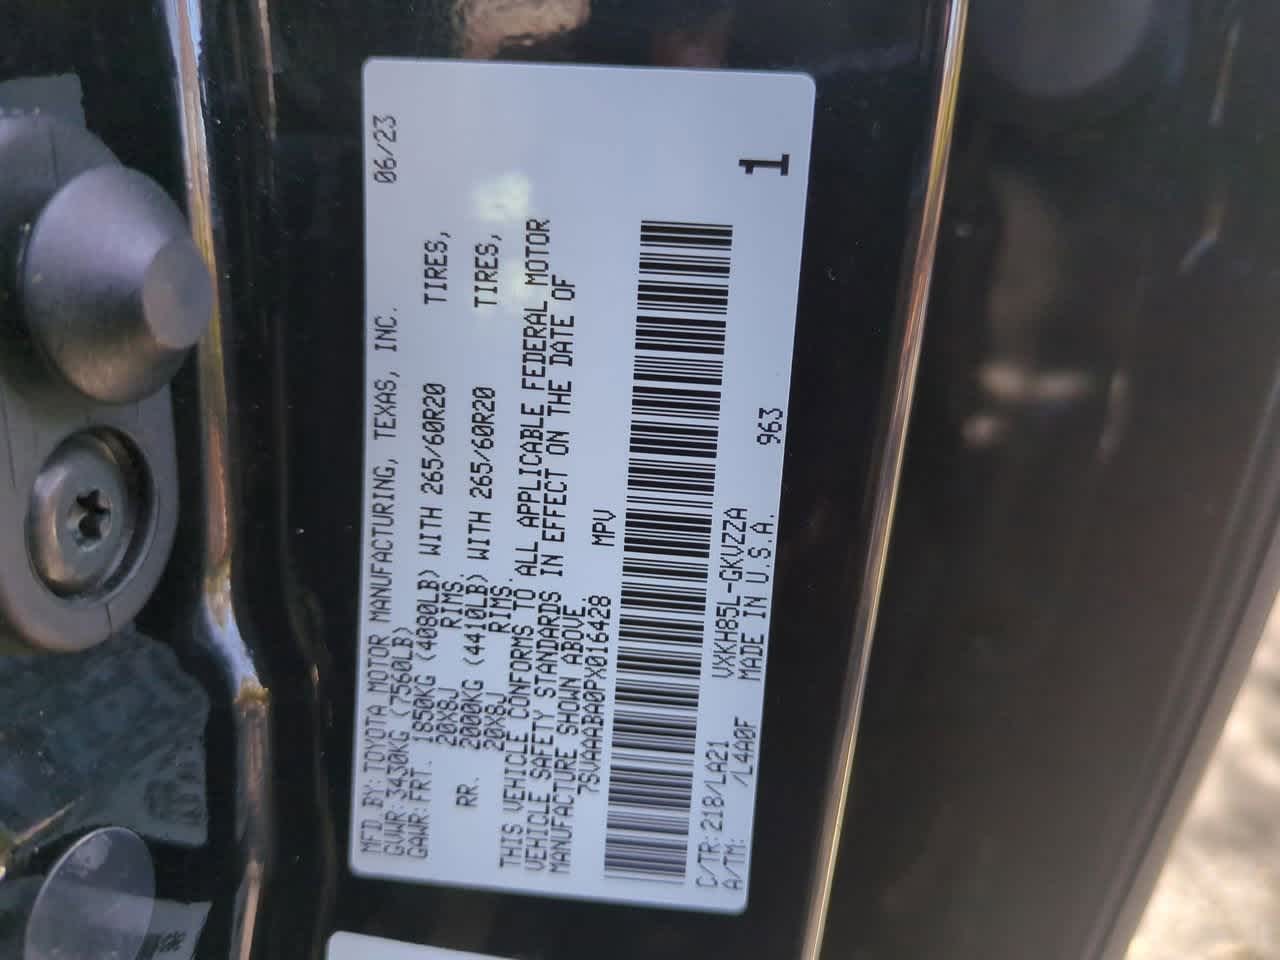 MFD.BY:TOYOTA MOTOR MANUFACTURING, TEXAS, INC. 06/23
GVWR:3430KG (7560LB)
GAWR:FRT. 1850KG (4080LB) WITH 265/60R20 TIRES,
20X8J RIMS.
RR. 2000KG (4410LB) WITH 265/60R20 TIRES,
20X8J RIMS.
THIS VEHICLE CONFORMS TO ALL APPLICABLE FEDERAL MOTOR
VEHICLE SAFETY STANDARDS IN EFFECT ON THE DATE OF
MANUFACTURE SHOWN ABOVE.
7SVAAABA0PX016428 MPV
C/TR:218/LA21 VXKH85L-GKVZZA 963 1
A/TM: /L4A0F MADE IN U.S.A.